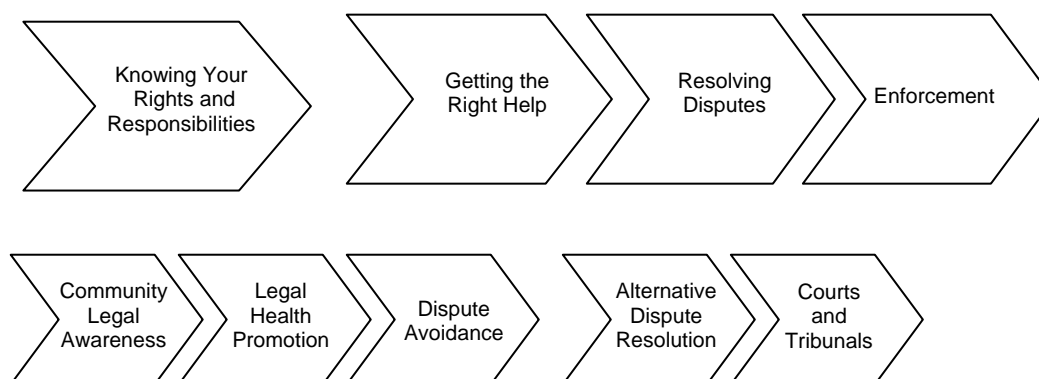 Knowing Your
Rights and
Responsibilities
Getting the
Right Help
Resolving
Disputes
Enforcement
Community
Legal
Awareness
Legal
Health
Promotion
Dispute
Avoidance
Alternative
Dispute
Resolution
Courts
and
Tribunals